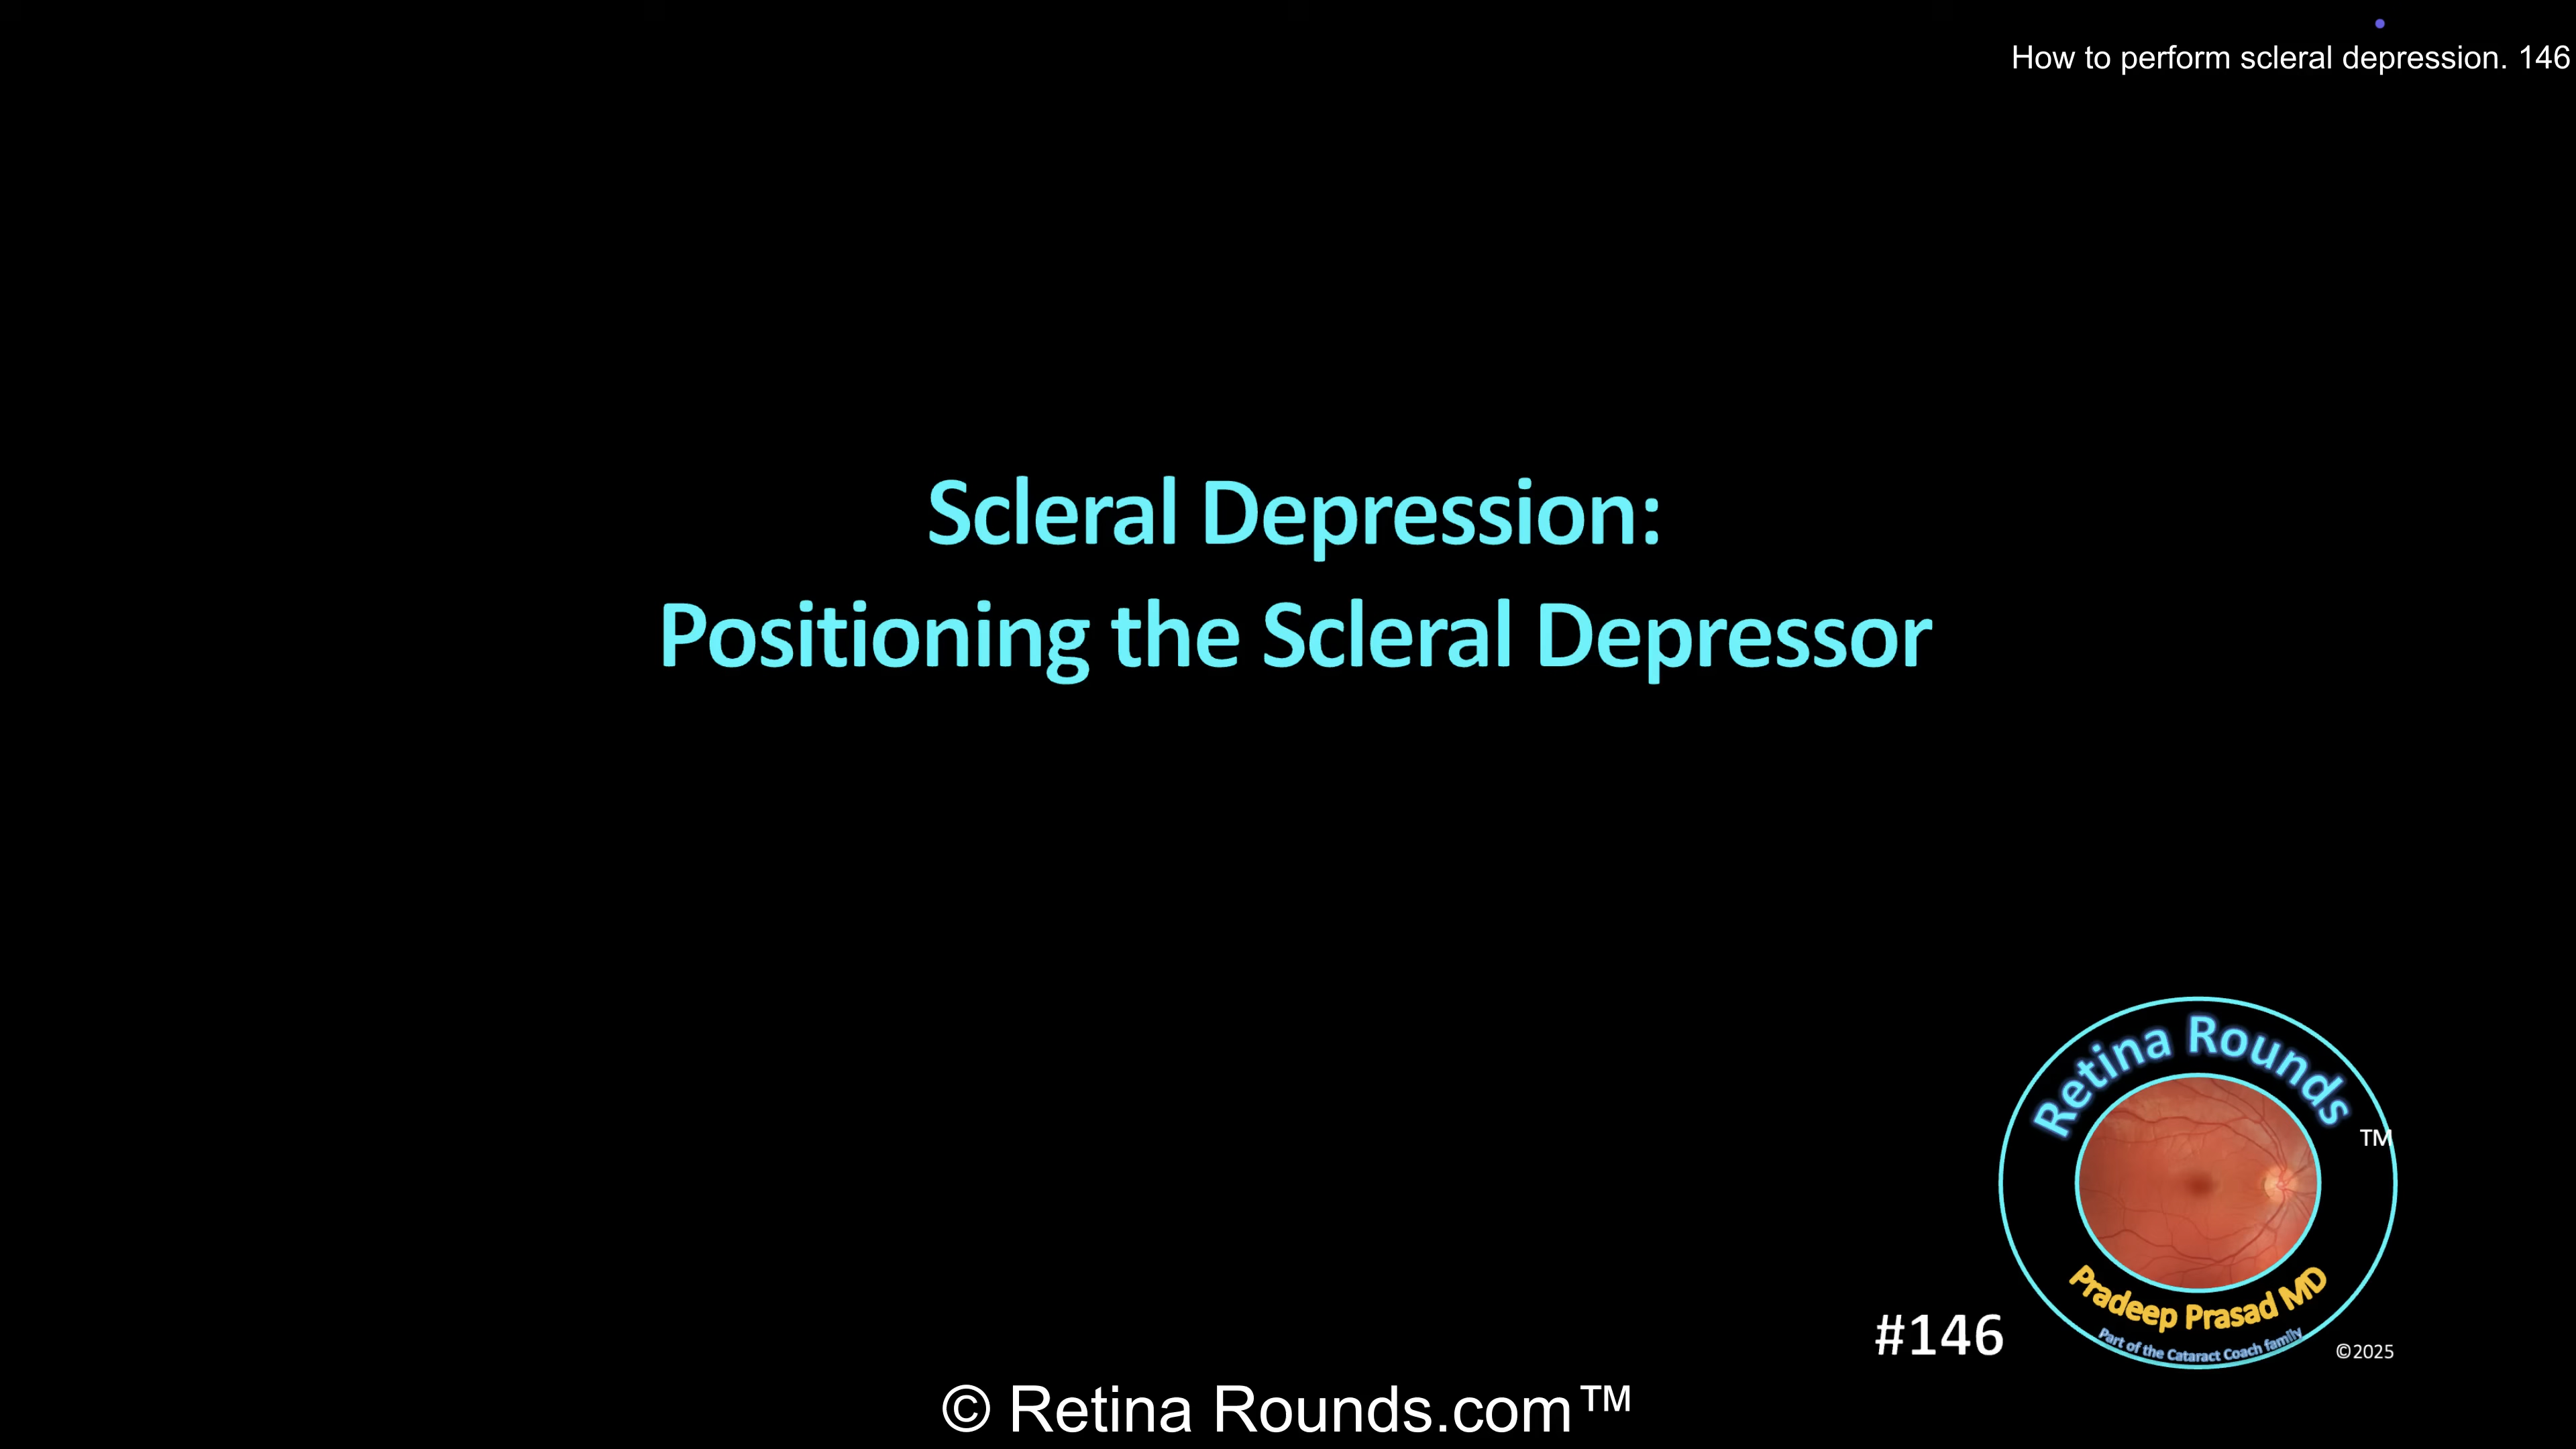 How to perform scleral depression. 146
Scleral Depression:
Positioning the Scleral Depressor
Retina Rounds
TM
Pradeep Prasad MD
Part of the Cataract Coach family
#146
©2025
© Retina Rounds.com™